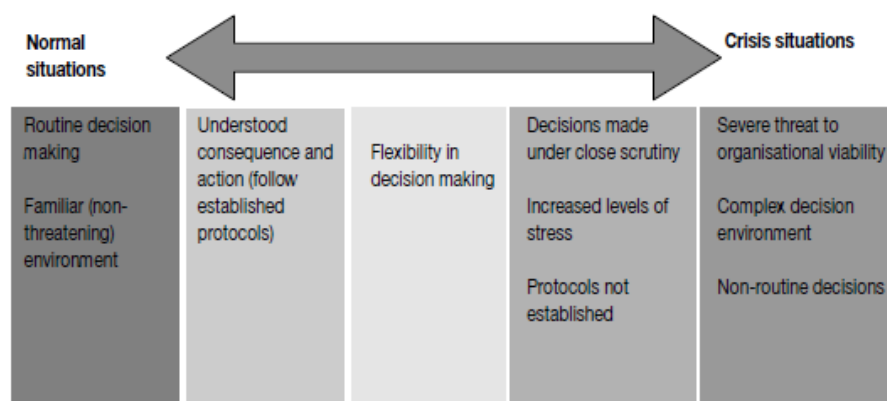 Normal
situations
Crisis situations
Routine decision
making
Familiar (non-
threatening)
environment
Understood
consequence and
action (follow
established
protocols)
Flexibility in
decision making
Decisions made
under close scrutiny
Increased levels of
stress
Protocols not
established
Severe threat to
organisational viability
Complex decision
environment
Non-routine decisions